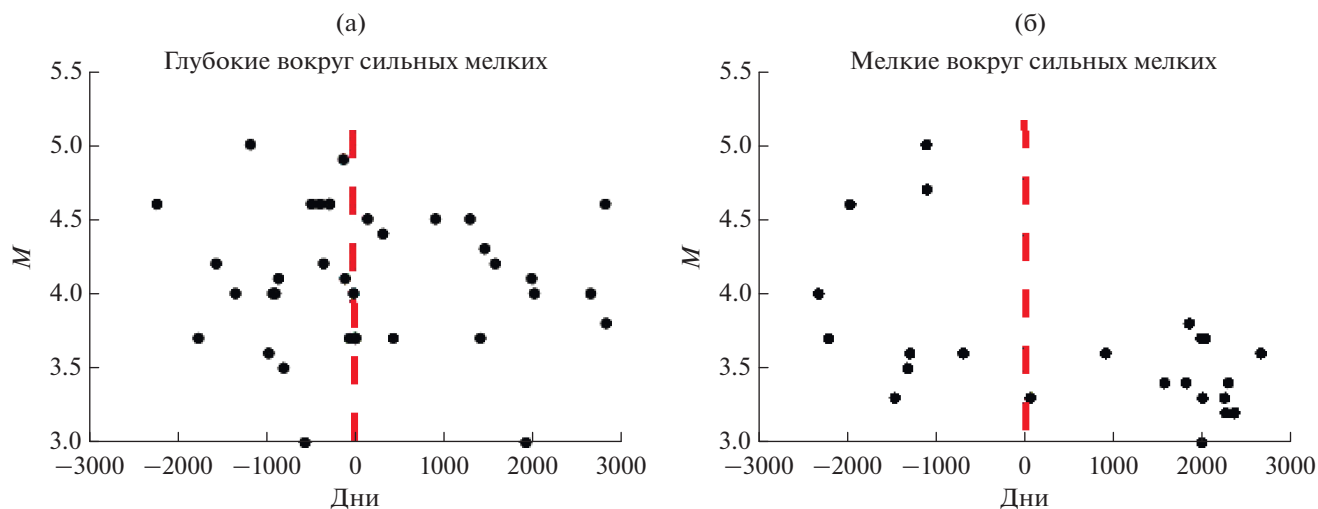 (а)
Глубокие вокруг сильных мелких
5.5
5.0
4.5
4.0
3.5
3.0
M
−3000 −2000 −1000 0 1000 2000 3000
Дни
(б)
Мелкие вокруг сильных мелких
5.5
5.0
4.5
4.0
3.5
3.0
M
−3000 −2000 −1000 0 1000 2000 3000
Дни